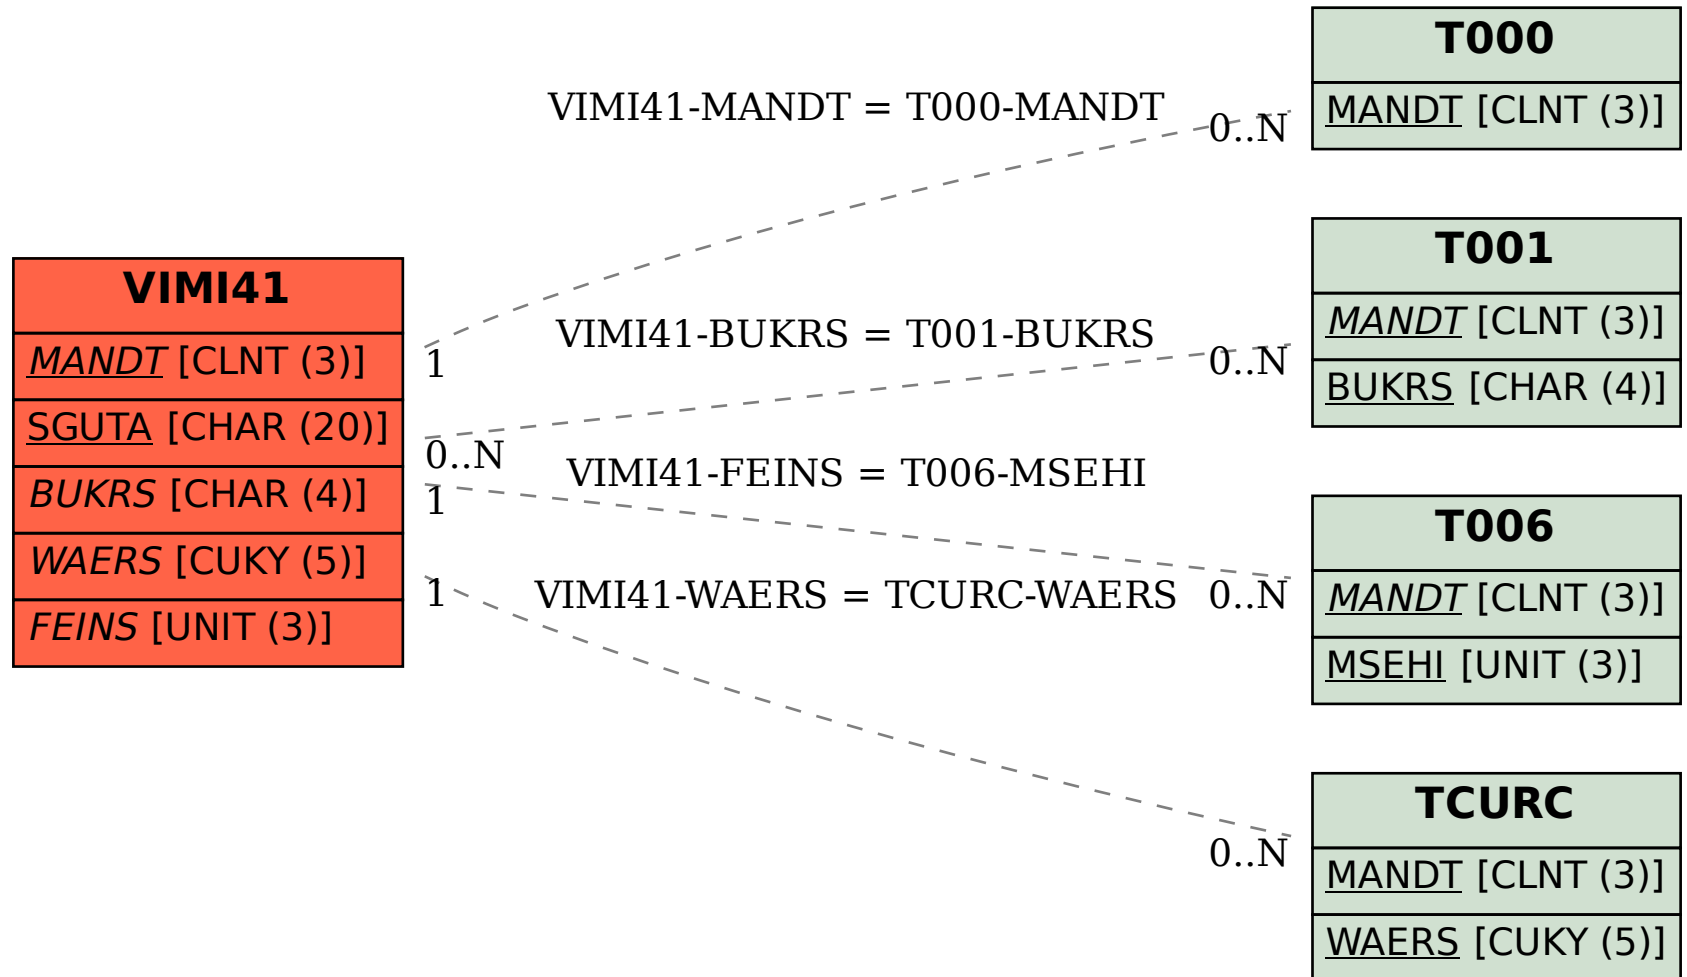 VIMI41
MANDT [CLNT (3)]
SGUTA [CHAR (20)]
BUKRS [CHAR (4)]
WAERS [CUKY (5)]
FEINS [UNIT (3)]
VIMI41-MANDT = T000-MANDT
1
0..N
VIMI41-BUKRS = T001-BUKRS
0..N
0..N
VIMI41-FEINS = T006-MSEHI
1
0..N
VIMI41-WAERS = TCURC-WAERS
1
0..N
T000
MANDT [CLNT (3)]
T001
MANDT [CLNT (3)]
BUKRS [CHAR (4)]
T006
MANDT [CLNT (3)]
MSEHI [UNIT (3)]
TCURC
MANDT [CLNT (3)]
WAERS [CUKY (5)]